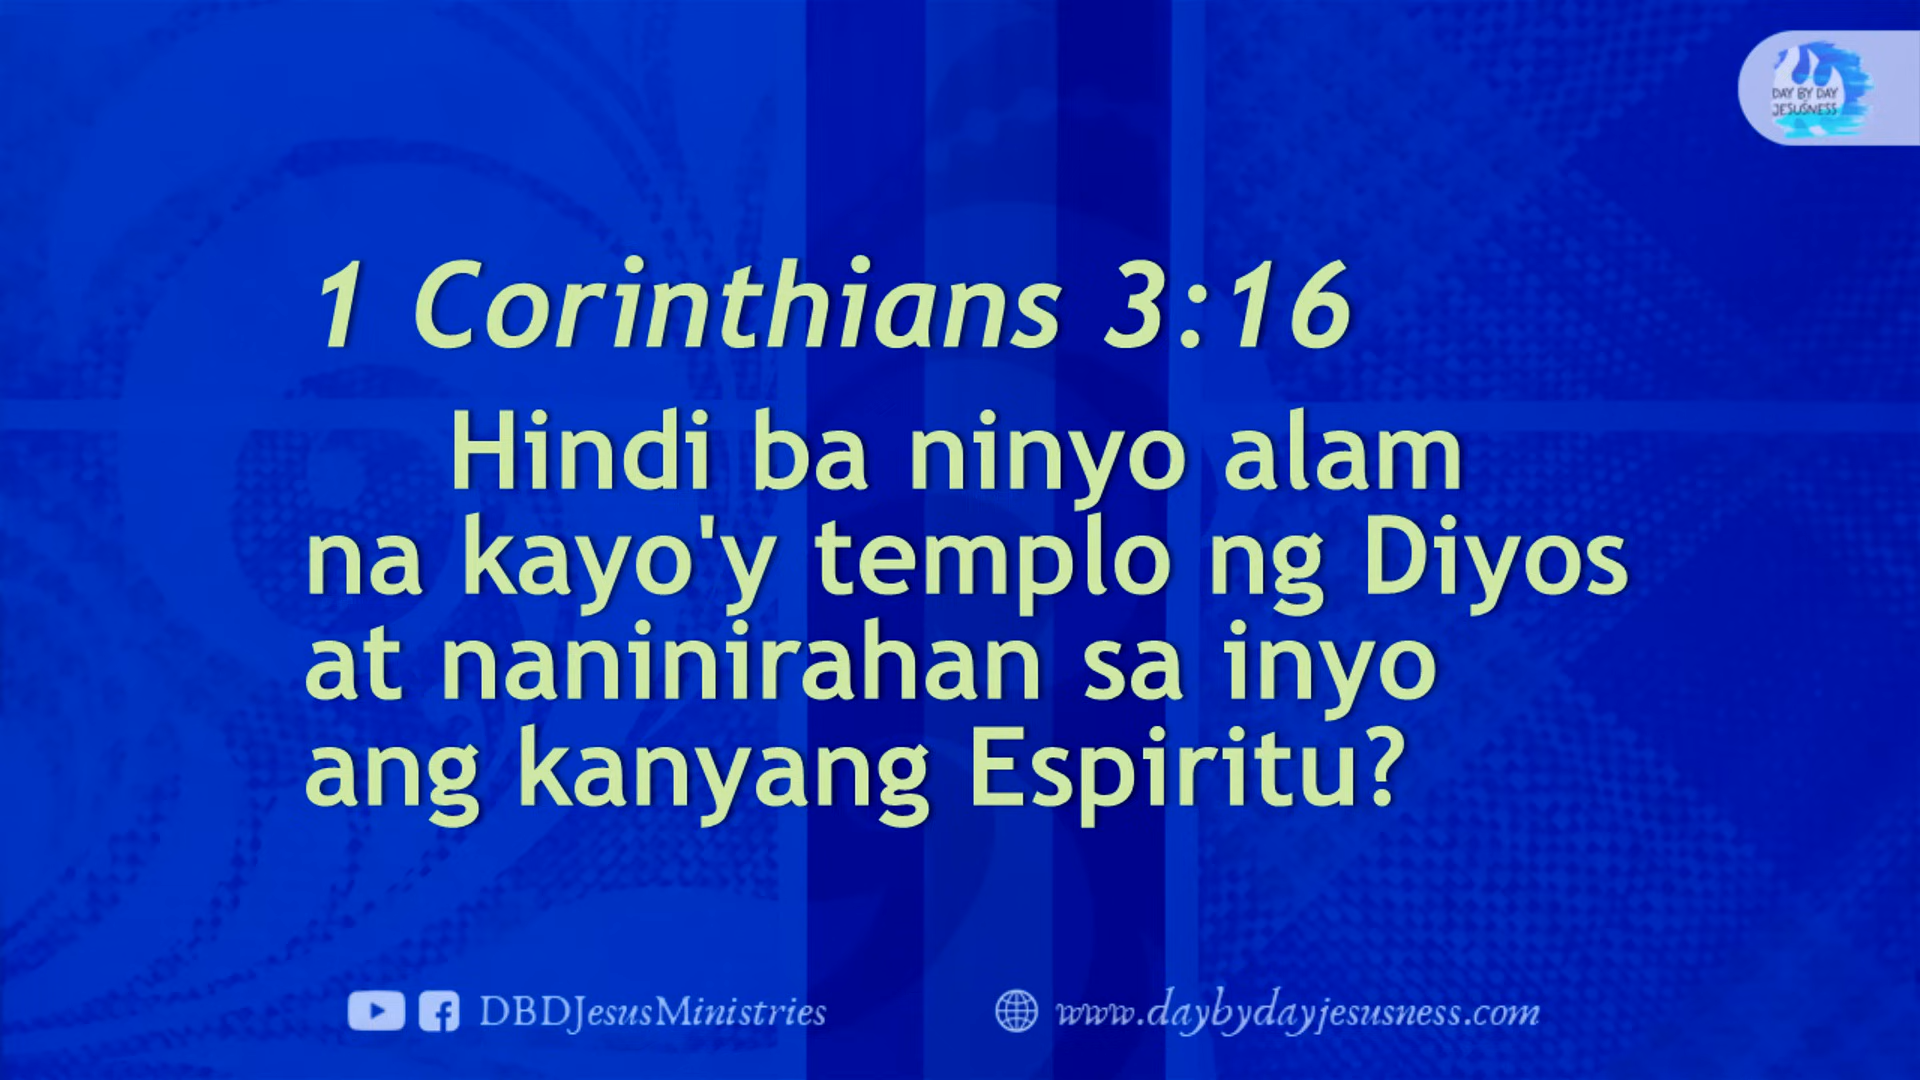 DAY BY DAY
JESUSNESS
1 Corinthians 3:16
Hindi ba ninyo alam
na kayo'y templo ng Diyos
at naninirahan sa inyo
ang kanyang Espiritu?
DBDJesusMinistries
www.daybydayjesusness.com